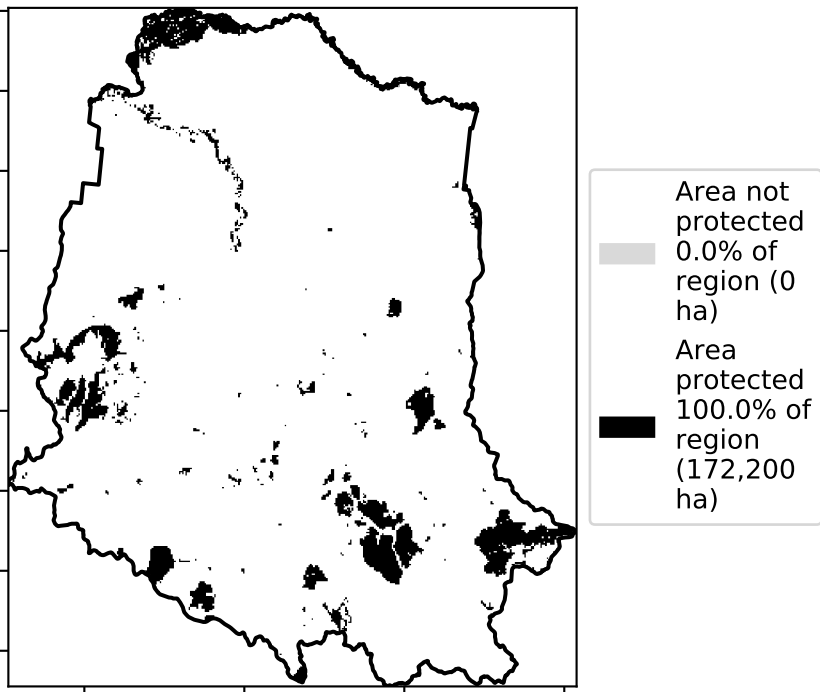 Area not
protected
0.0% of
region (0
ha)
Area
protected
100.0% of
region
(172,200
ha)